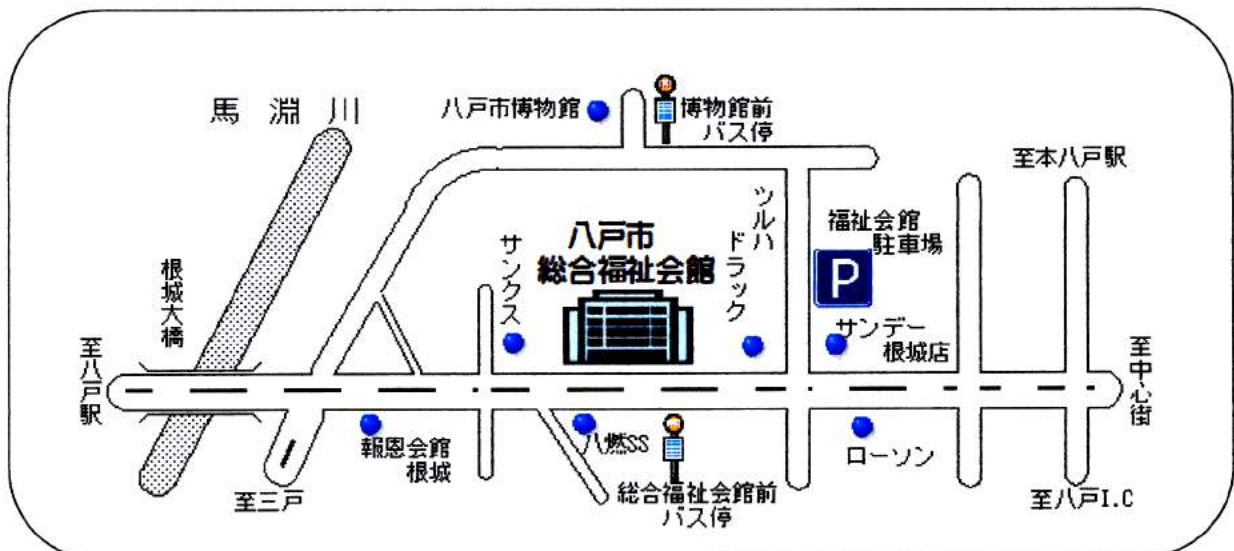 馬淵川
八戸市博物館
博物館前
バス停
至本八戸駅
ツルハ
ドラック
福祉会館
駐車場
P
サンクス
八戸市
総合福祉会館
根城大橋
サンデー
根城店
至八戸駅
至中心街
報恩会館
根城
八燃SS
ローソン
至三戸
総合福祉会館前
バス停
至八戸I.C